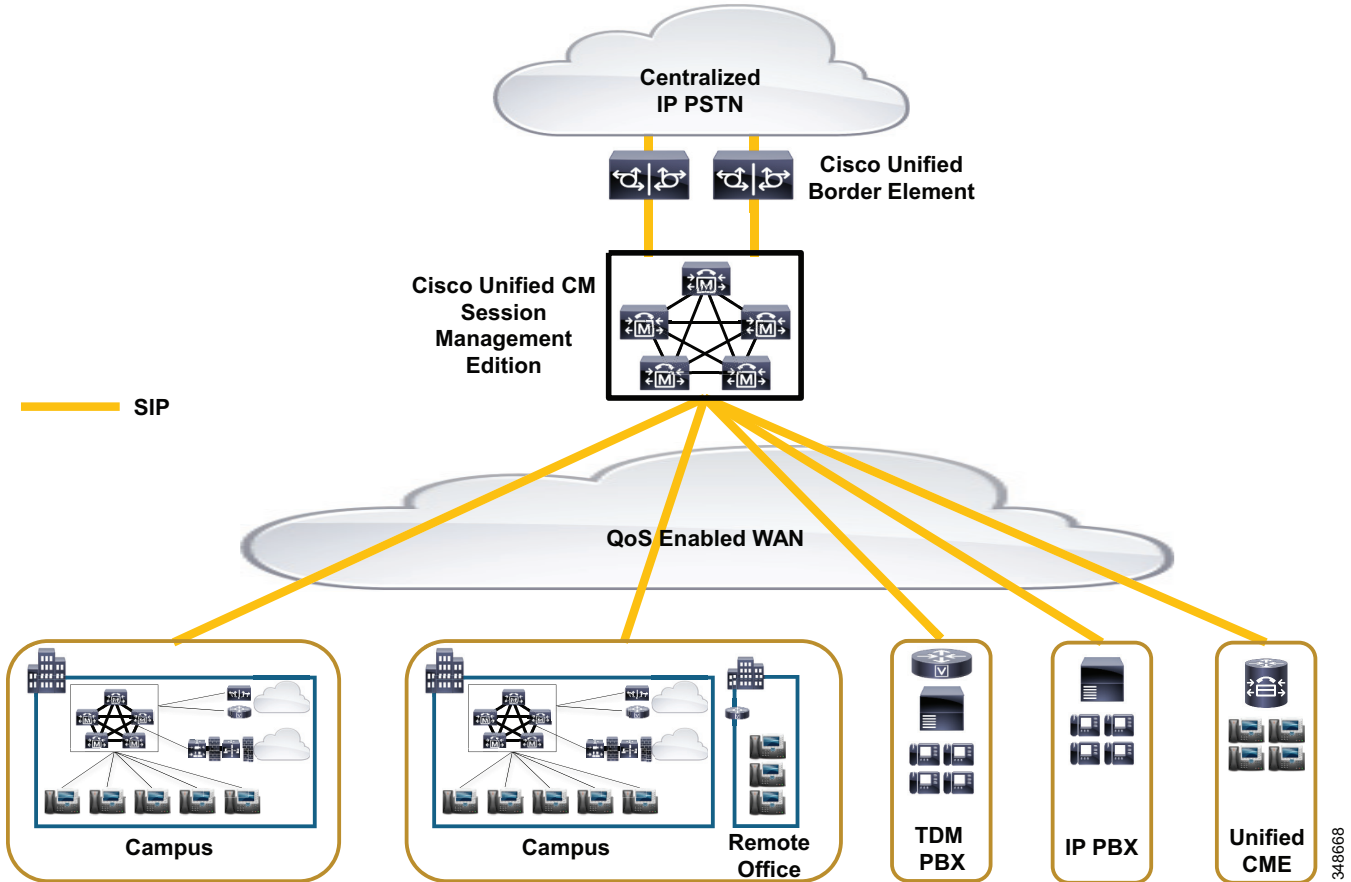 Centralized
IP PSTN
Cisco Unified
Border Element
Cisco Unified CM
Session
Management
Edition
M
M
M
M
M
SIP
QoS Enabled WAN
M
M
M
M
M
Campus
M
M
M
M
M
Campus
Remote
Office
V
TDM
PBX
IP PBX
Unified
CME
348668